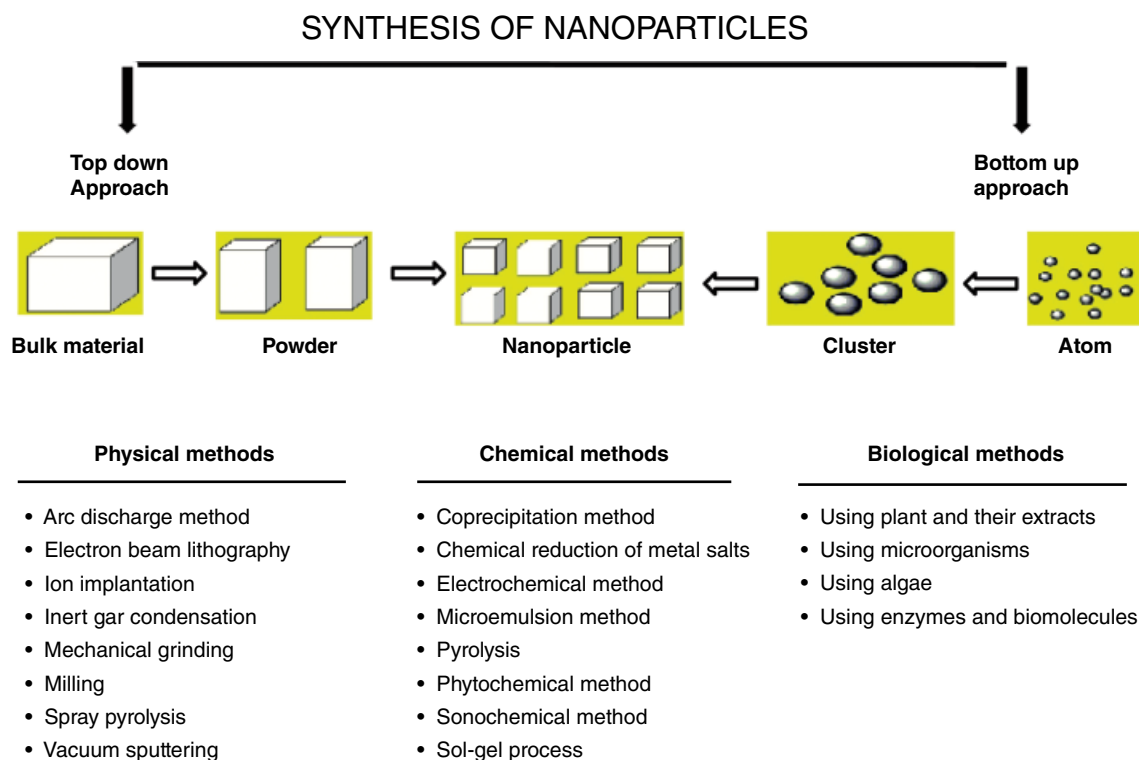 SYNTHESIS OF NANOPARTICLES
Top down
Approach
Bottom up
approach
Bulk material
Powder
Nanoparticle
Cluster
Atom
Physical methods
• Arc discharge method
• Electron beam lithography
• Ion implantation
• Inert gar condensation
• Mechanical grinding
• Milling
• Spray pyrolysis
• Vacuum sputtering
Chemical methods
• Coprecipitation method
• Chemical reduction of metal salts
• Electrochemical method
• Microemulsion method
• Pyrolysis
• Phytochemical method
• Sonochemical method
• Sol-gel process
Biological methods
• Using plant and their extracts
• Using microorganisms
• Using algae
• Using enzymes and biomolecules